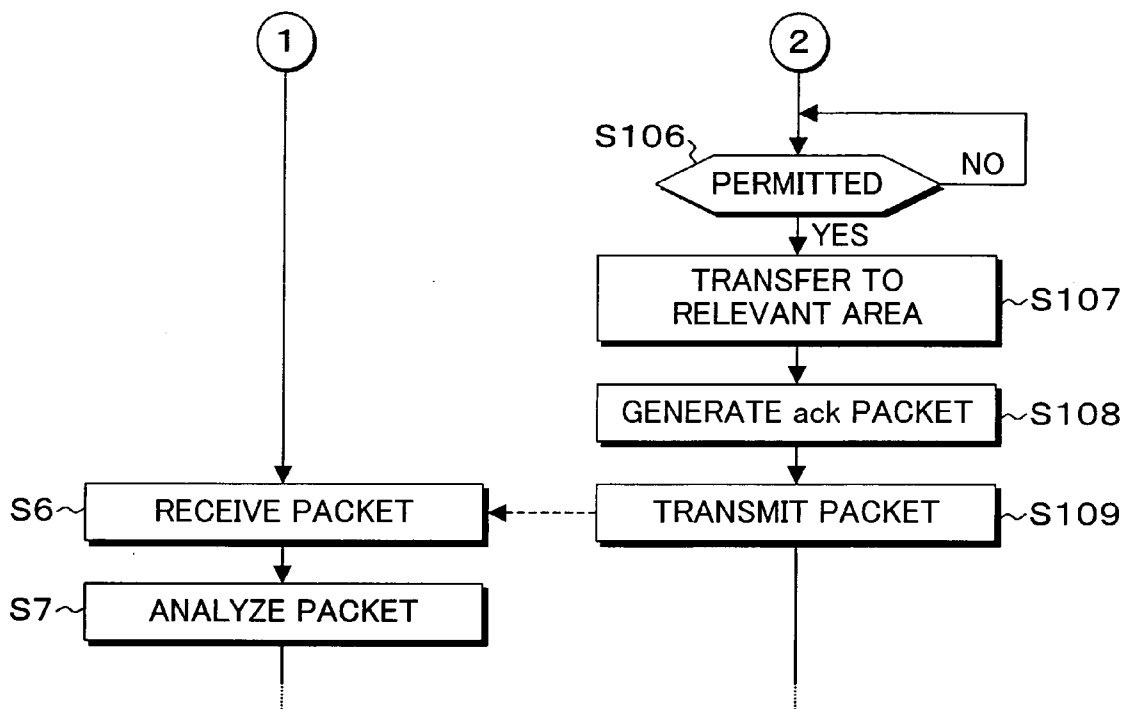 1
2
S106
PERMITTED
NO
YES
TRANSFER TO
RELEVANT AREA
S107
GENERATE ack PACKET
S108
S6
RECEIVE PACKET
TRANSMIT PACKET
S109
S7
ANALYZE PACKET